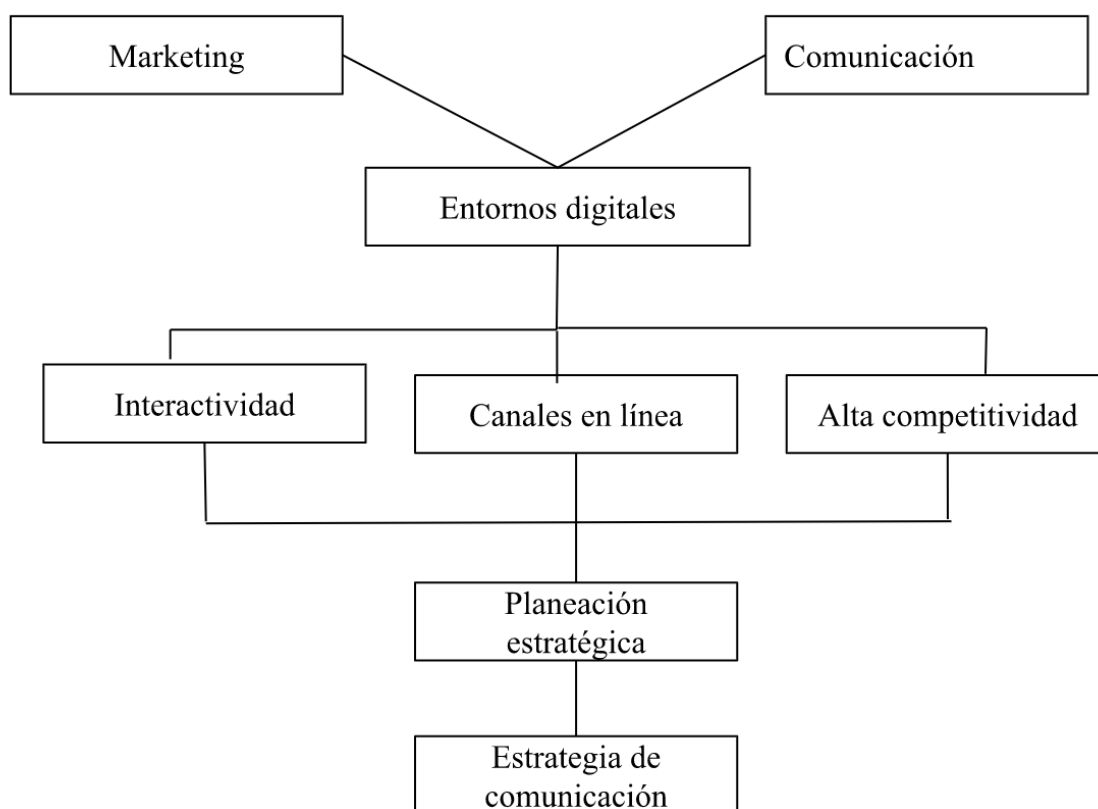 Marketing
Comunicación
Entornos digitales
Interactividad
Canales en línea
Alta competitividad
Planeación
estratégica
Estrategia de
comunicación